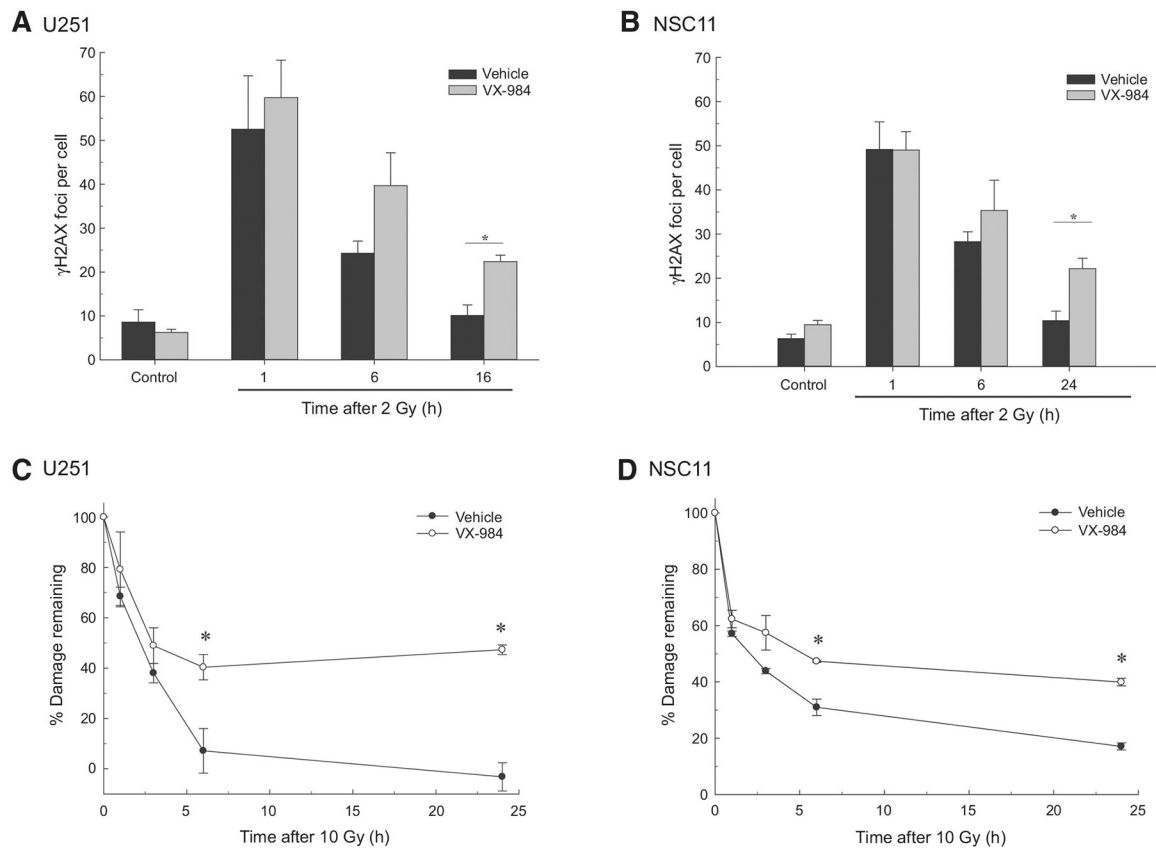 A U251
70
60
50
40
30
20
10
0
γH2AX foci per cell
Vehicle
VX-984
*
Control 1 6 16
Time after 2 Gy (h)
B NSC11
70
60
50
40
30
20
10
0
γH2AX foci per cell
Vehicle
VX-984
*
Control 1 6 24
Time after 2 Gy (h)
C U251
100
80
60
40
20
0
% Damage remaining
Vehicle
VX-984
* *
0 5 10 15 20 25
Time after 10 Gy (h)
D NSC11
100
80
60
40
20
0
% Damage remaining
Vehicle
VX-984
* *
0 5 10 15 20 25
Time after 10 Gy (h)